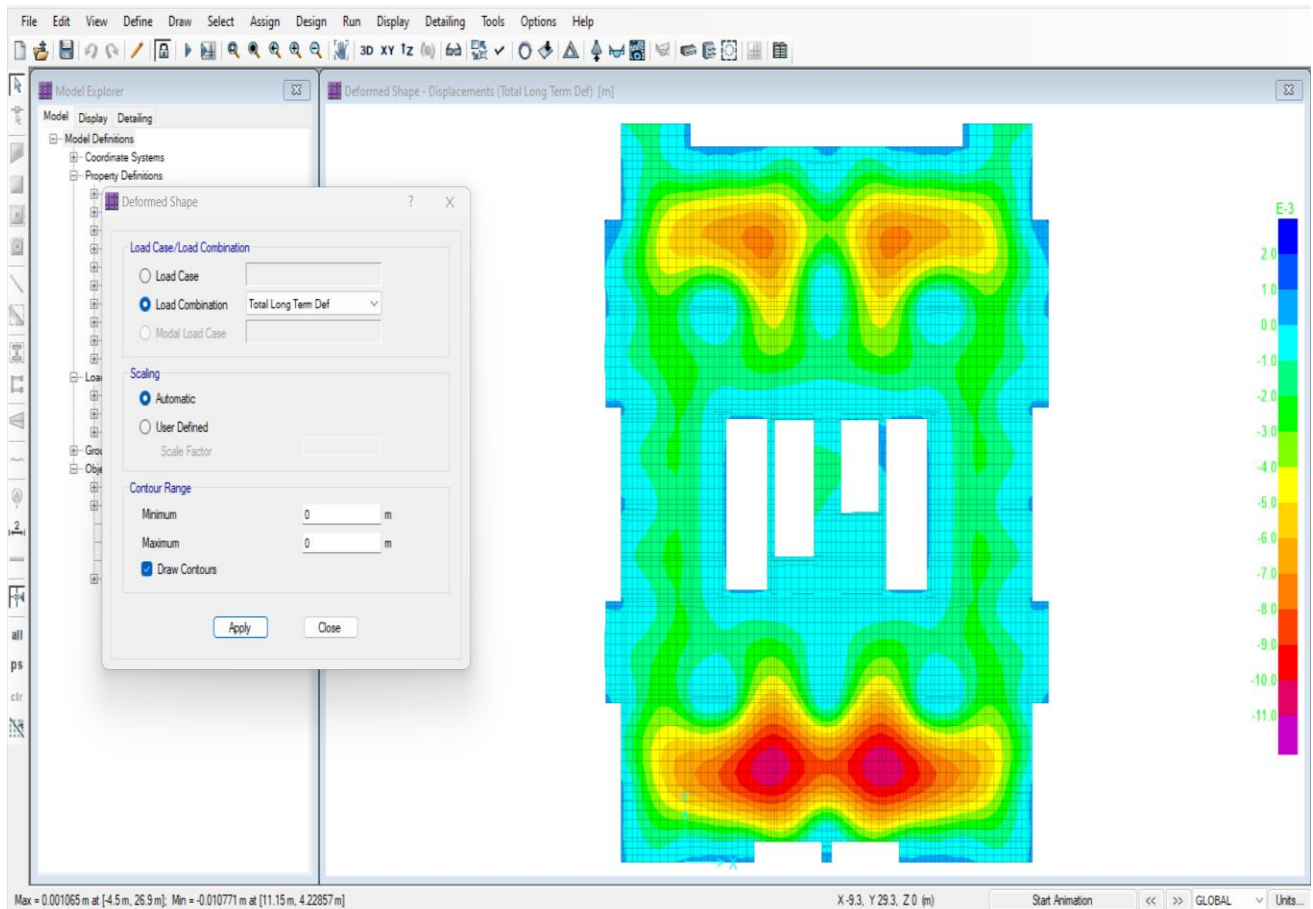 File Edit View Define Draw Select Assign Design Run Display Detailing Tools Options Help
3D XY
Model Explorer
Deformed Shape - Displacements (Total Long Term Def) [m]
Model Display Detailing
Model Definitions
Coordinate Systems
Property Definitions
Deformed Shape ? X
Load Case/Load Combination
Load Case
Load Combination Total Long Term Def
Modal Load Case
Scaling
Automatic
User Defined
Scale Factor
Contour Range
Minimum 0 m
Maximum 0 m
Draw Contours
Apply Close
Loa
Grou
Obje
2
all
ps
clr
E-3
2.0
1.0
0.0
-1.0
-2.0
-3.0
-4.0
-5.0
-6.0
-7.0
-8.0
-9.0
-10.0
-11.0
Y
X
Max = 0.001065 m at [-4.5 m, 26.9 m]; Min = -0.010771 m at [11.15 m, 4.22857 m] X -9.3, Y 29.3, Z 0 (m) Start Animation << >> GLOBAL Units...